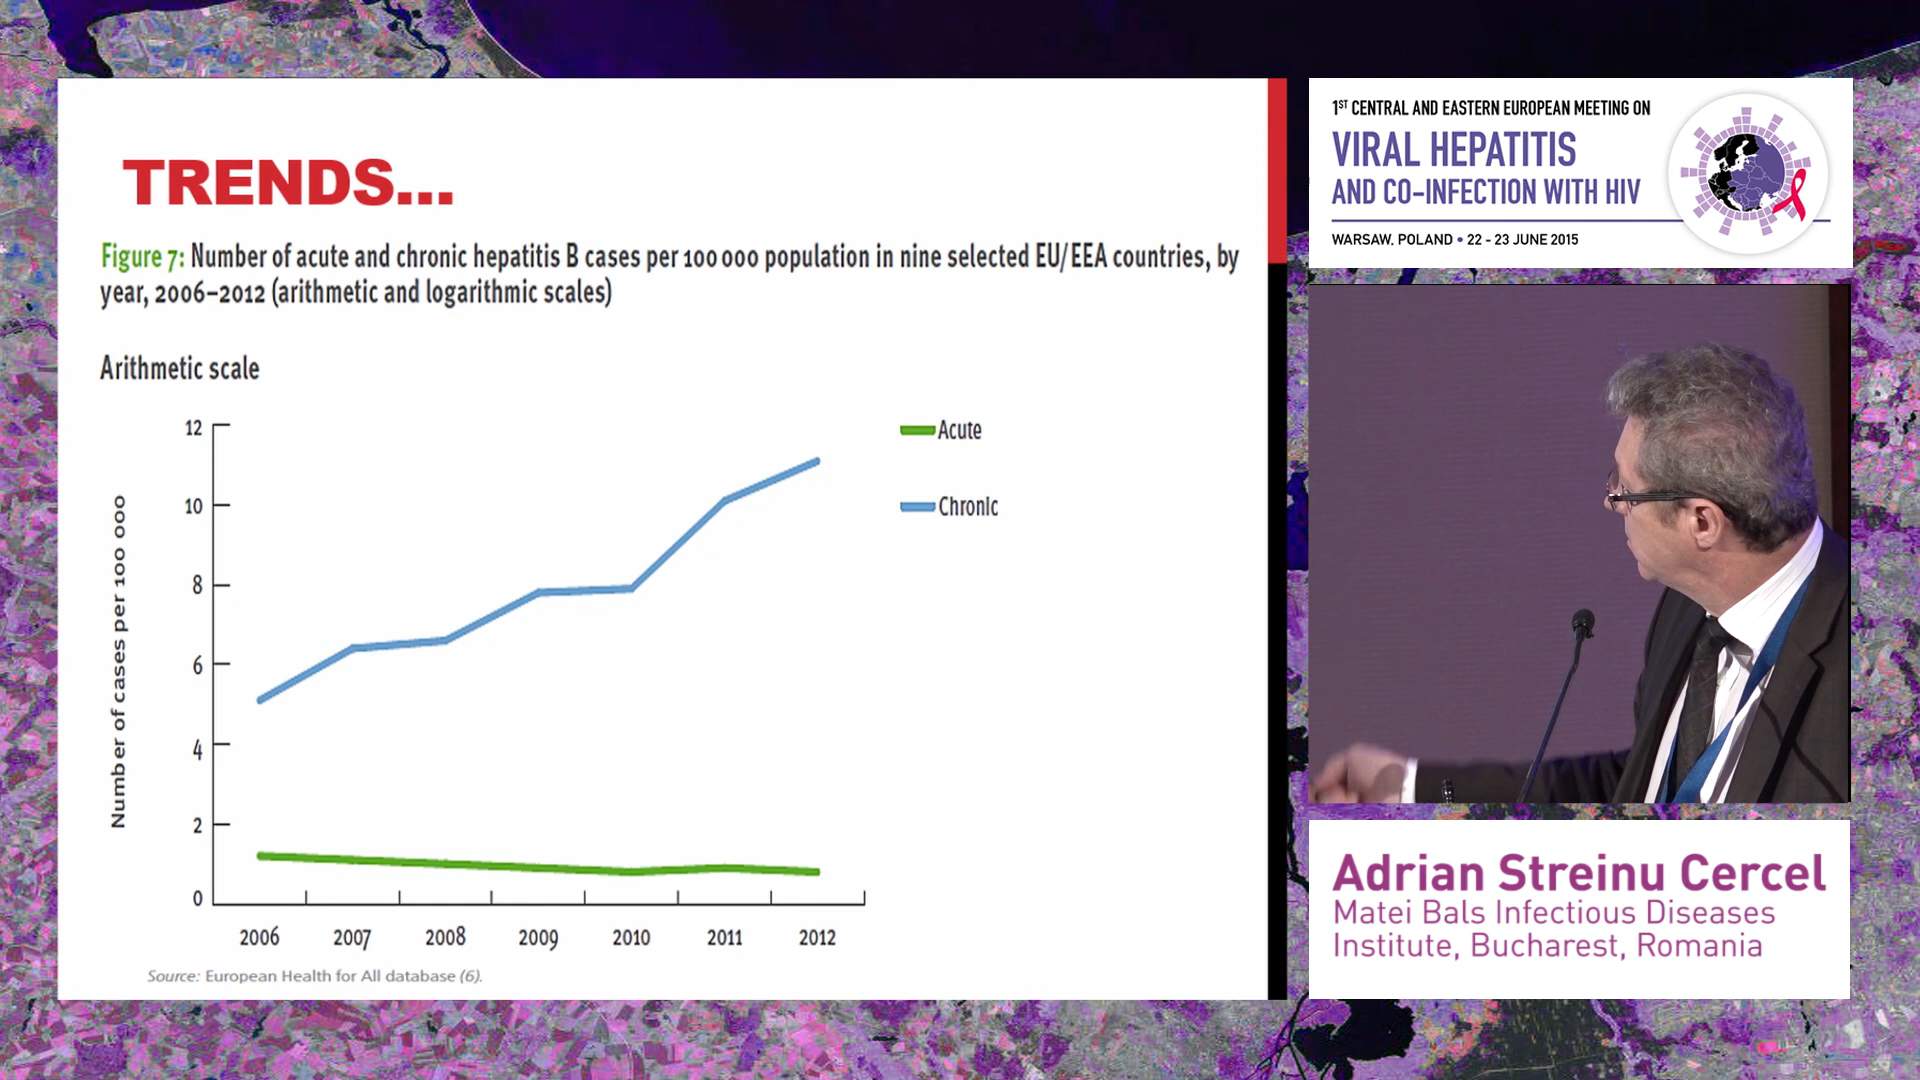 TRENDS...
Figure 7: Number of acute and chronic hepatitis B cases per 100 000 population in nine selected EU/EEA countries, by
year, 2006–2012 (arithmetic and logarithmic scales)
Arithmetic scale
Number of cases per 100 000
12
10
8
6
4
2
0
2006 2007 2008 2009 2010 2011 2012
Acute
Chronic
Source: European Health for All database (6).
1ST CENTRAL AND EASTERN EUROPEAN MEETING ON
VIRAL HEPATITIS
AND CO-INFECTION WITH HIV
WARSAW, POLAND • 22 - 23 JUNE 2015
Adrian Streinu Cercel
Matei Bals Infectious Diseases
Institute, Bucharest, Romania